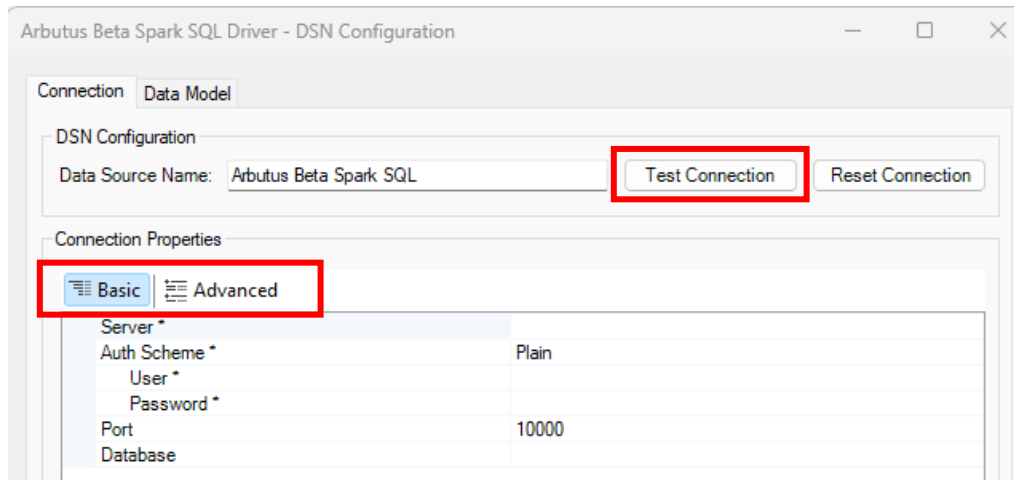 Arbutus Beta Spark SQL Driver - DSN Configuration
Connection Data Model
DSN Configuration
Data Source Name: Arbutus Beta Spark SQL Test Connection Reset Connection
Connection Properties
Basic Advanced
Server *
Auth Scheme * Plain
User *
Password *
Port 10000
Database